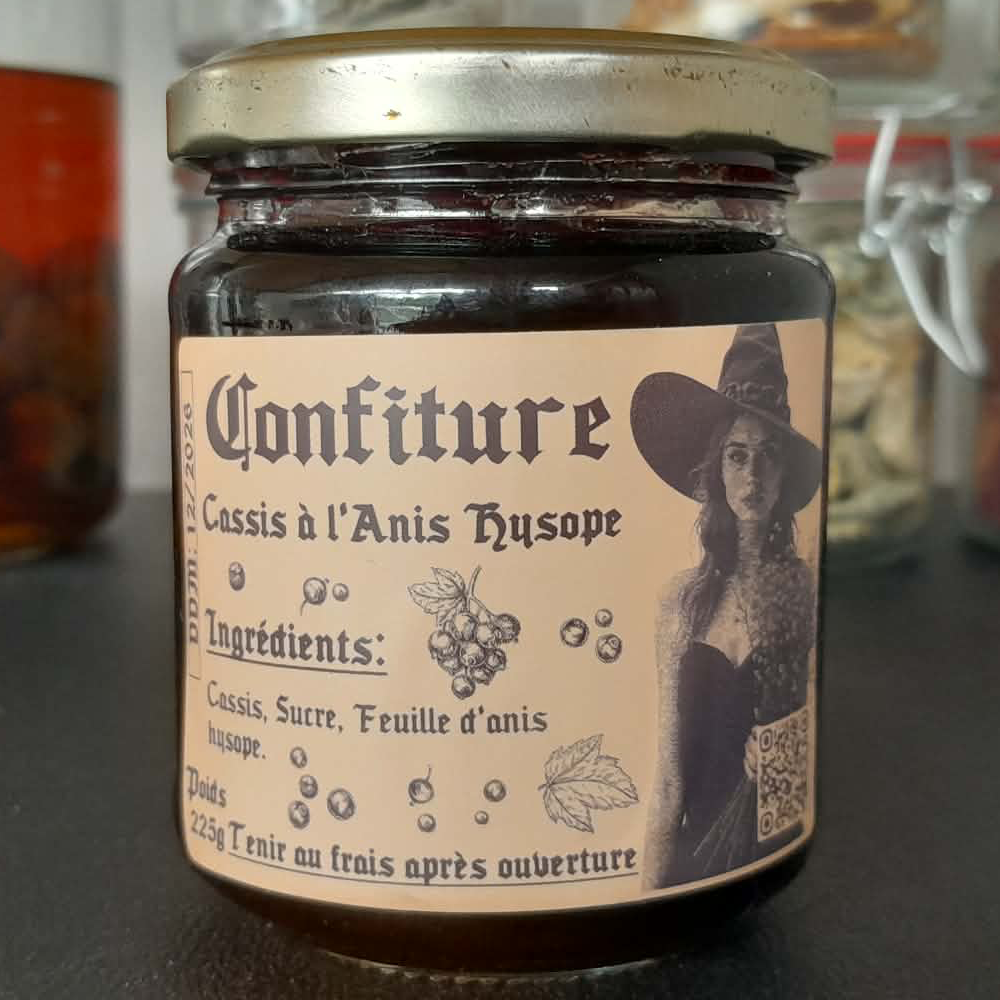 Confiture
Cassis à l'Anis Hysope
DDM: 12/2026
Ingrédients:
Cassis, Sucre, Feuille d'anis
hysope.
Poids
225g
Tenir au frais après ouverture